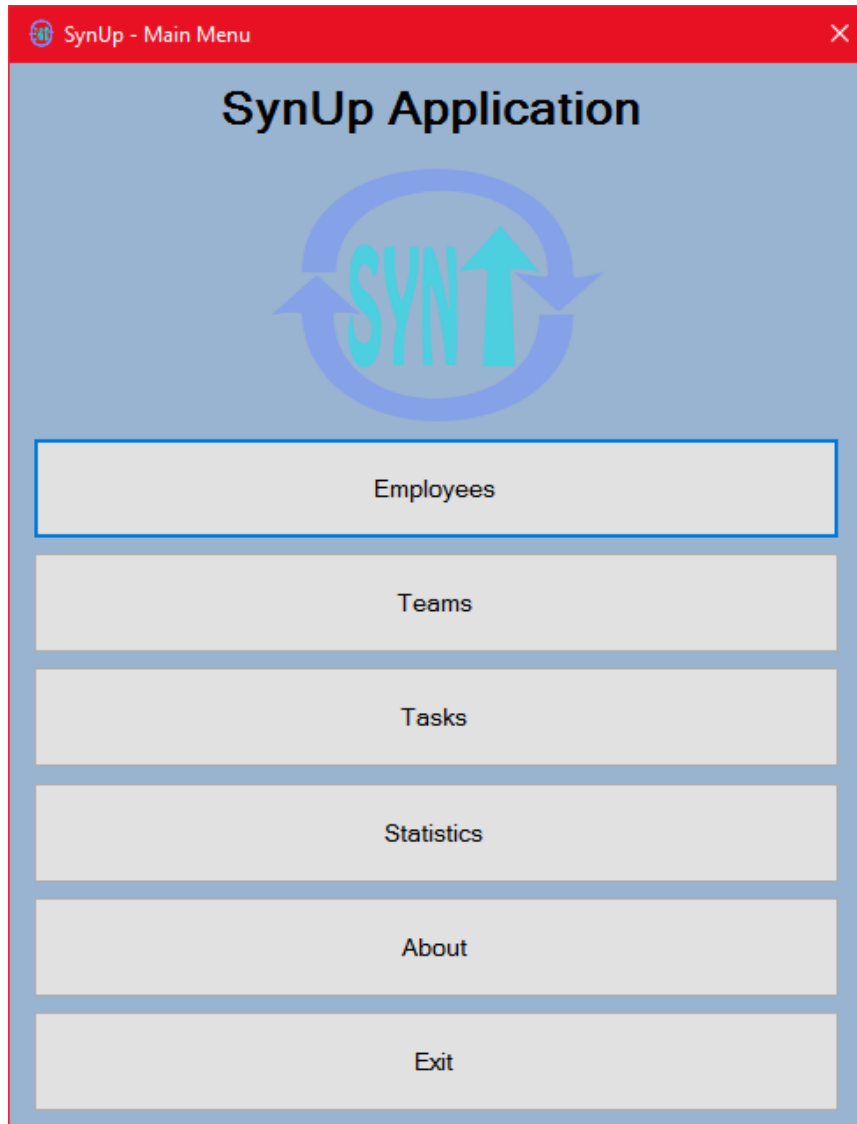 SynUp - Main Menu
SynUp Application
SYN
Employees
Teams
Tasks
Statistics
About
Exit